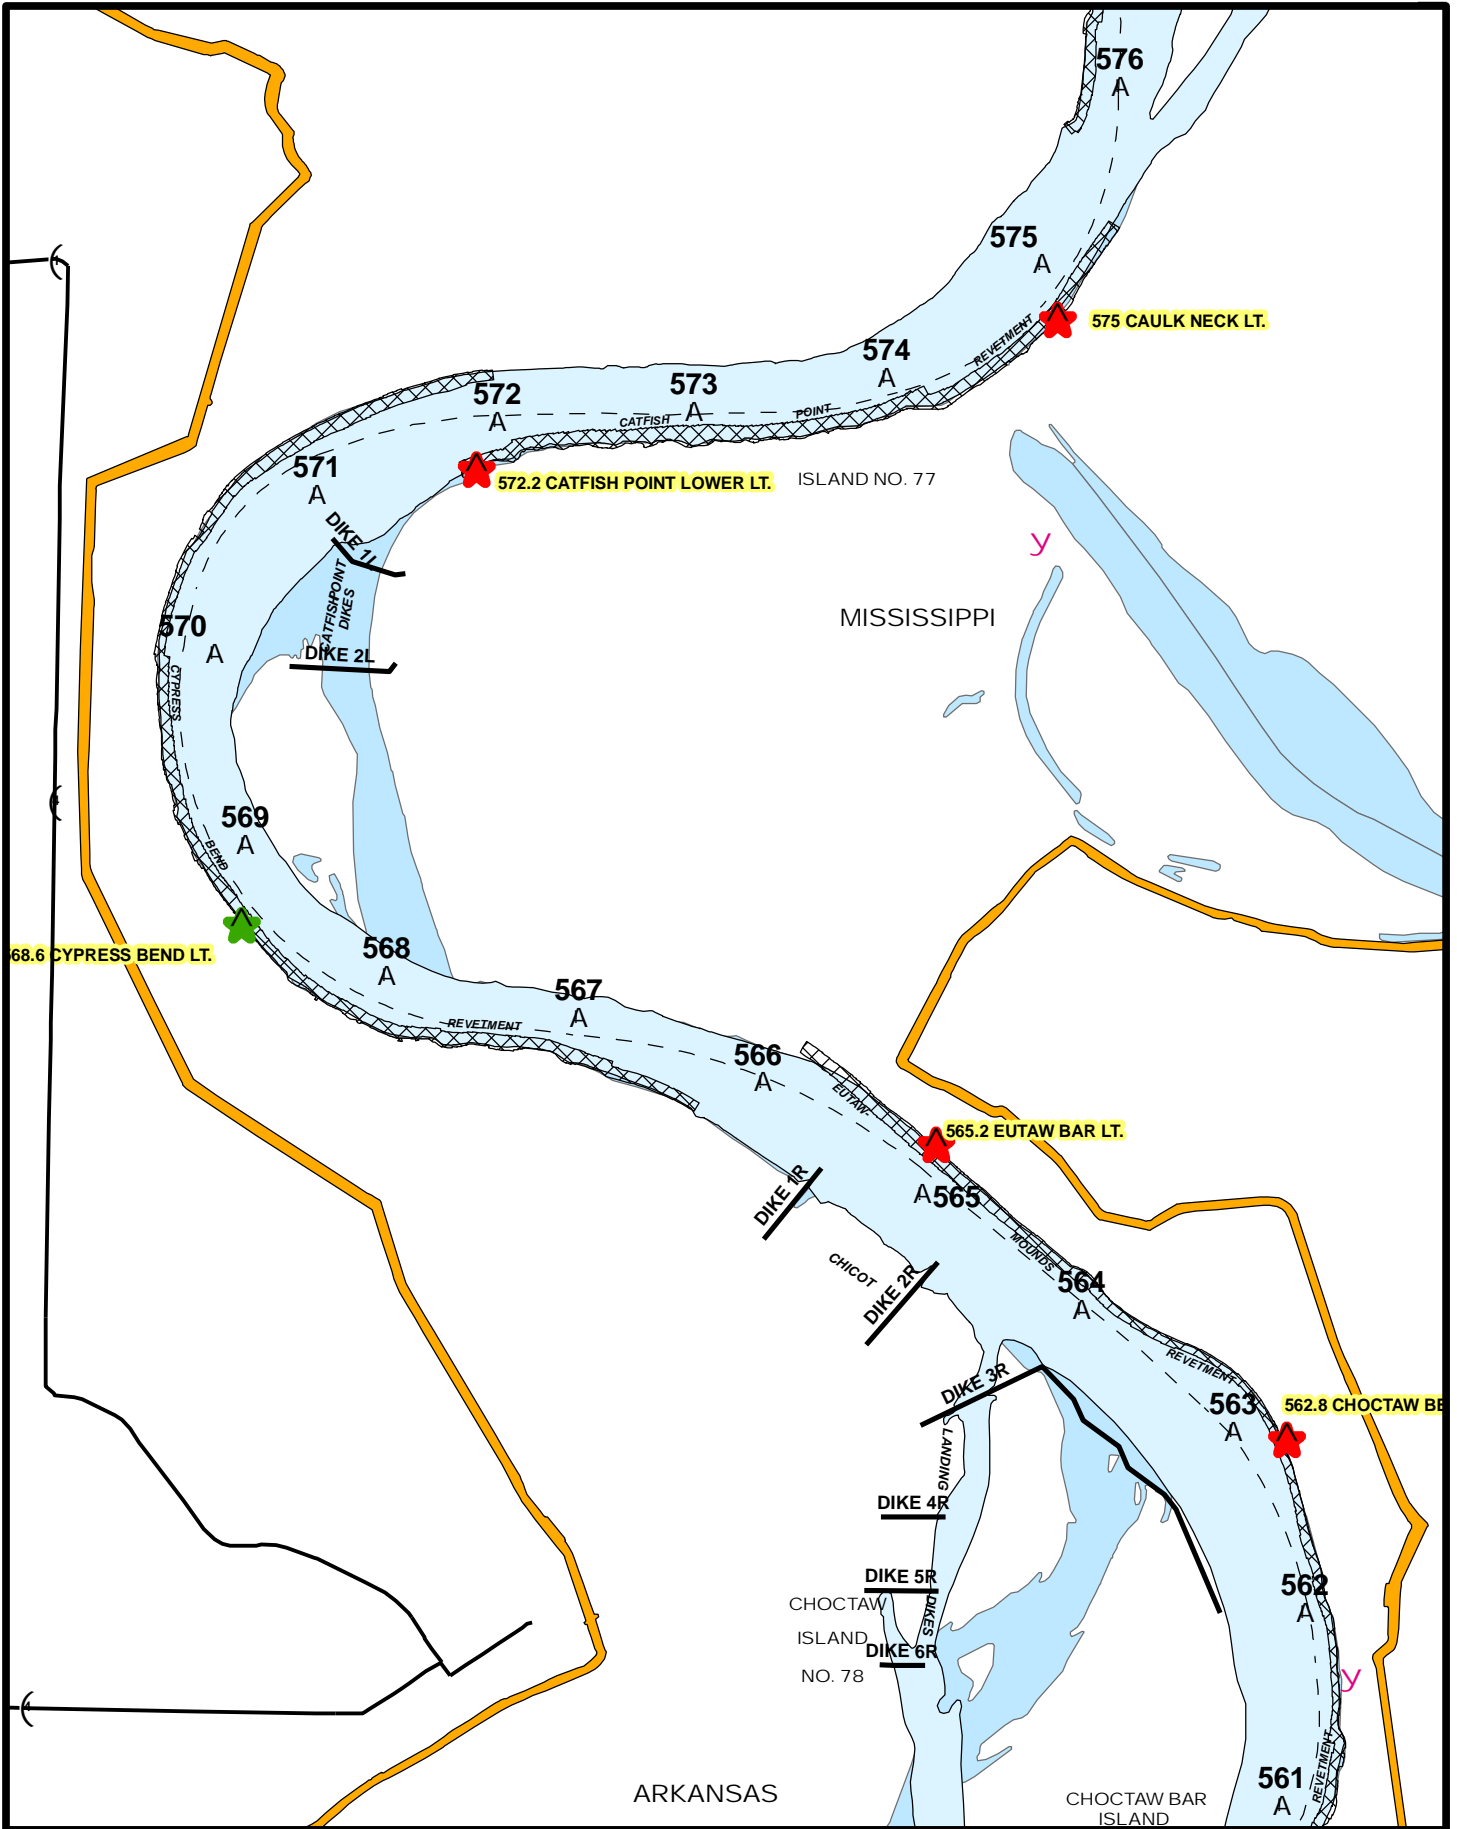 576
575
575 CAULK NECK LT.
REVETMENT
574
573
572
CATFISH
POINT
571
572.2 CATFISH POINT LOWER LT.
ISLAND NO. 77
DIKE 1L
CATFISHPOINT
DIKES
MISSISSIPPI
570
DIKE 2L
CYPRESS
569
BEND
568.6 CYPRESS BEND LT.
568
567
REVETMENT
566
EUTAW-
565.2 EUTAW BAR LT.
565
DIKE 1R
MOUNDS
CHICOT
564
DIKE 2R
REVETMENT
DIKE 3R
563
562.8 CHOCTAW BE
LANDING
DIKE 4R
DIKE 5R
562
CHOCTAW
DIKES
ISLAND
DIKE 6R
NO. 78
REVETMENT
561
ARKANSAS
CHOCTAW BAR
ISLAND